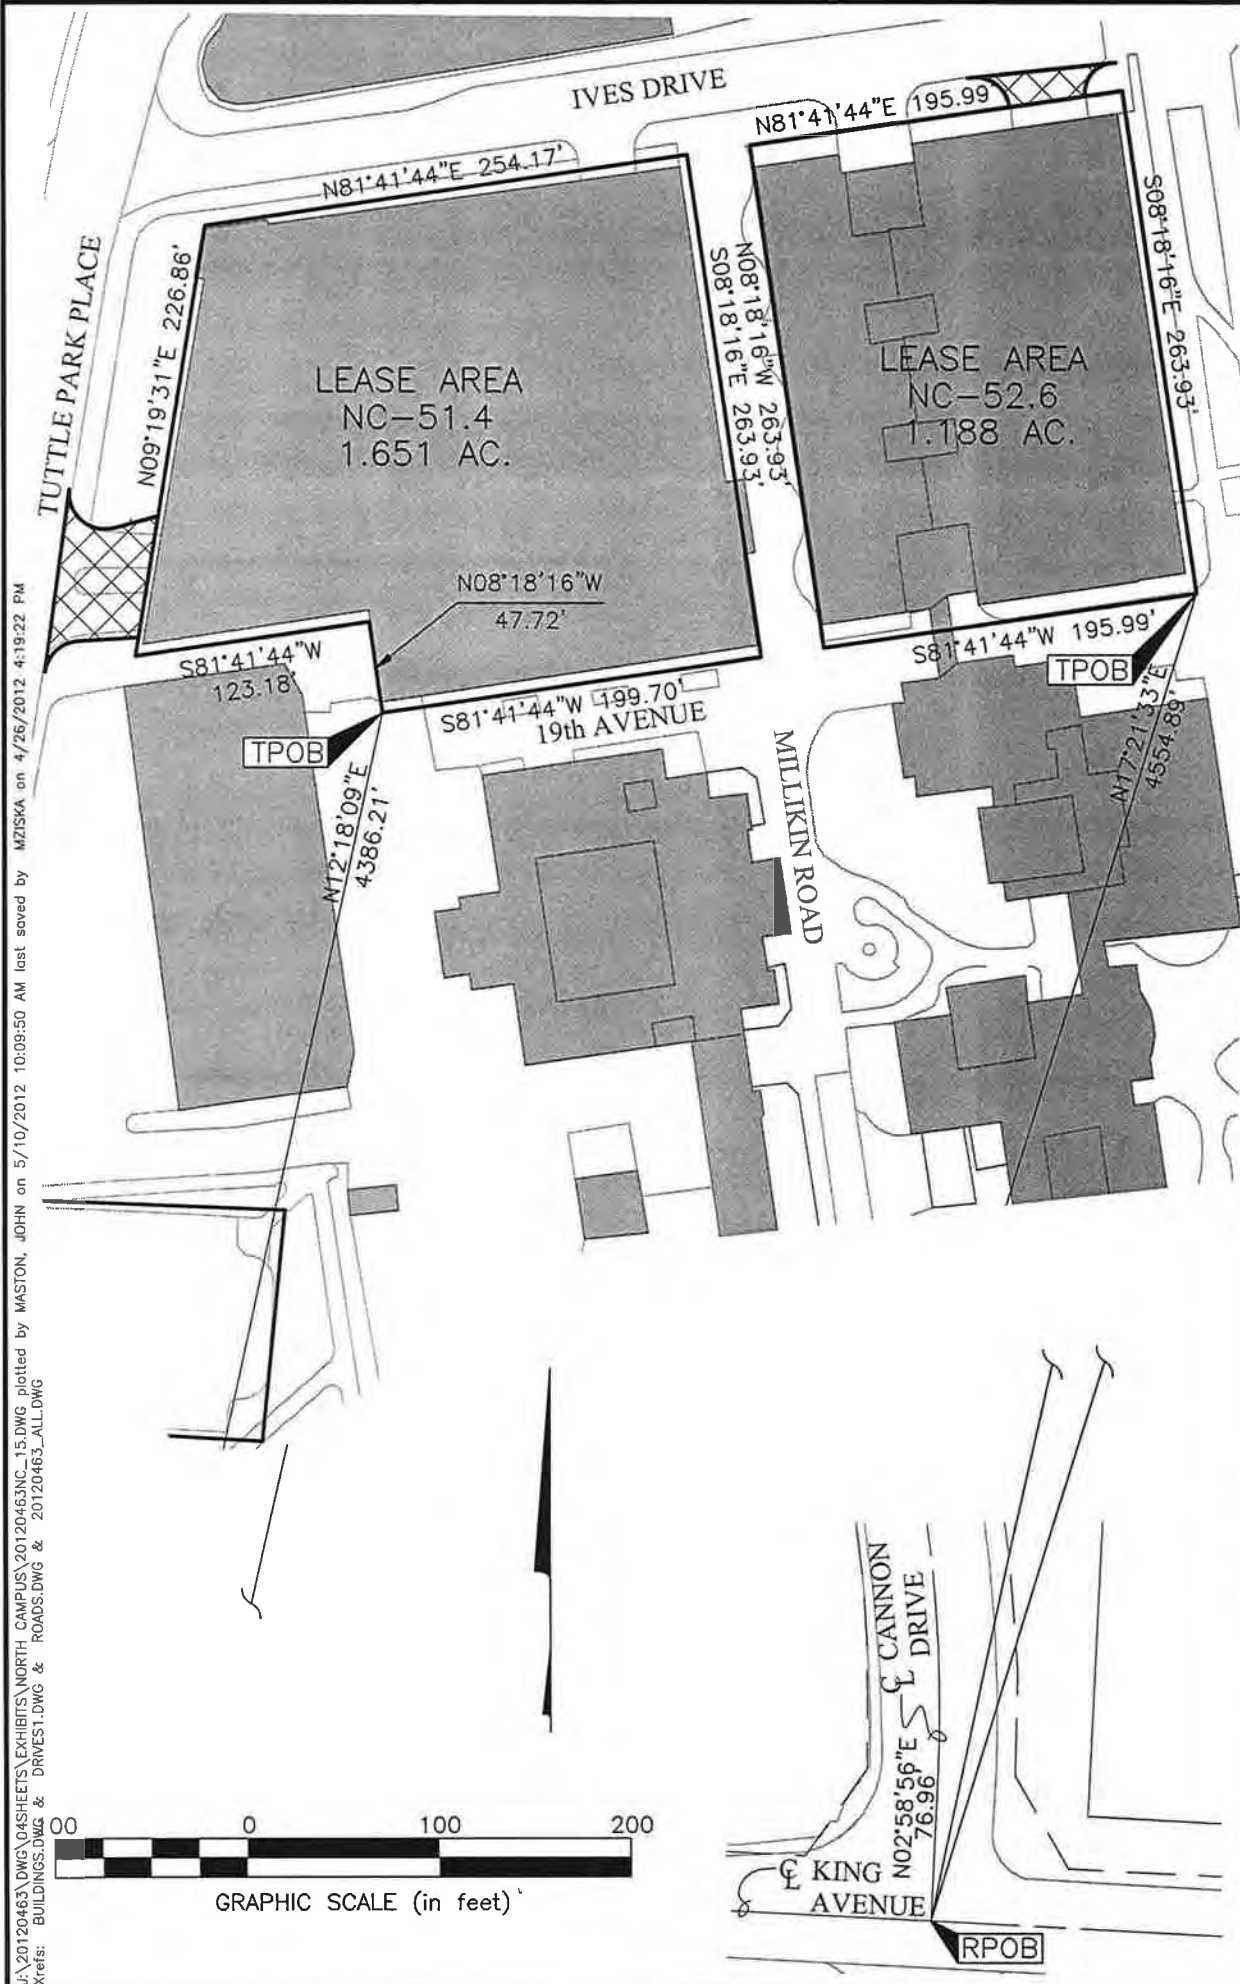 IVES DRIVE
N81°41'44"E 195.99'
N81°41'44"E 254.17'
TUTTLE PARK PLACE
N09°19'31"E 226.86'
S08°18'16"E 263.93'
N08°18'16"W 263.93'
S08°18'16"E 263.93'
LEASE AREA
NC-51.4
1.651 AC.
LEASE AREA
NC-52.6
1.188 AC.
N08°18'16"W
47.72'
S81°41'44"W
123.18'
S81°41'44"W 195.99'
TPOB
S81°41'44"W 199.70'
19th AVENUE
TPOB
N17°21'33"E
4554.89'
MILLIKIN ROAD
N12°18'09"E
4386.21'
J:\20120463\DWG\04SHEETS\EXHIBITS\NORTH CAMPUS\20120463NC_15.DWG plotted by MASTON, JOHN on 5/10/2012 10:09:50 AM last saved by MZISKA on 4/26/2012 4:19:22 PM
Xrefs: BUILDINGS.DWG & DRIVES1.DWG & ROADS.DWG & 20120463_ALL.DWG
℄ CANNON
DRIVE
N02°58'56"E
76.96'
℄ KING
AVENUE
RPOB
00 0 100 200
GRAPHIC SCALE (in feet)